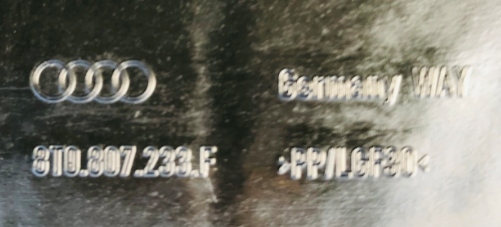 Germany WAY
8T0.807.233.F >PP/LGF30<